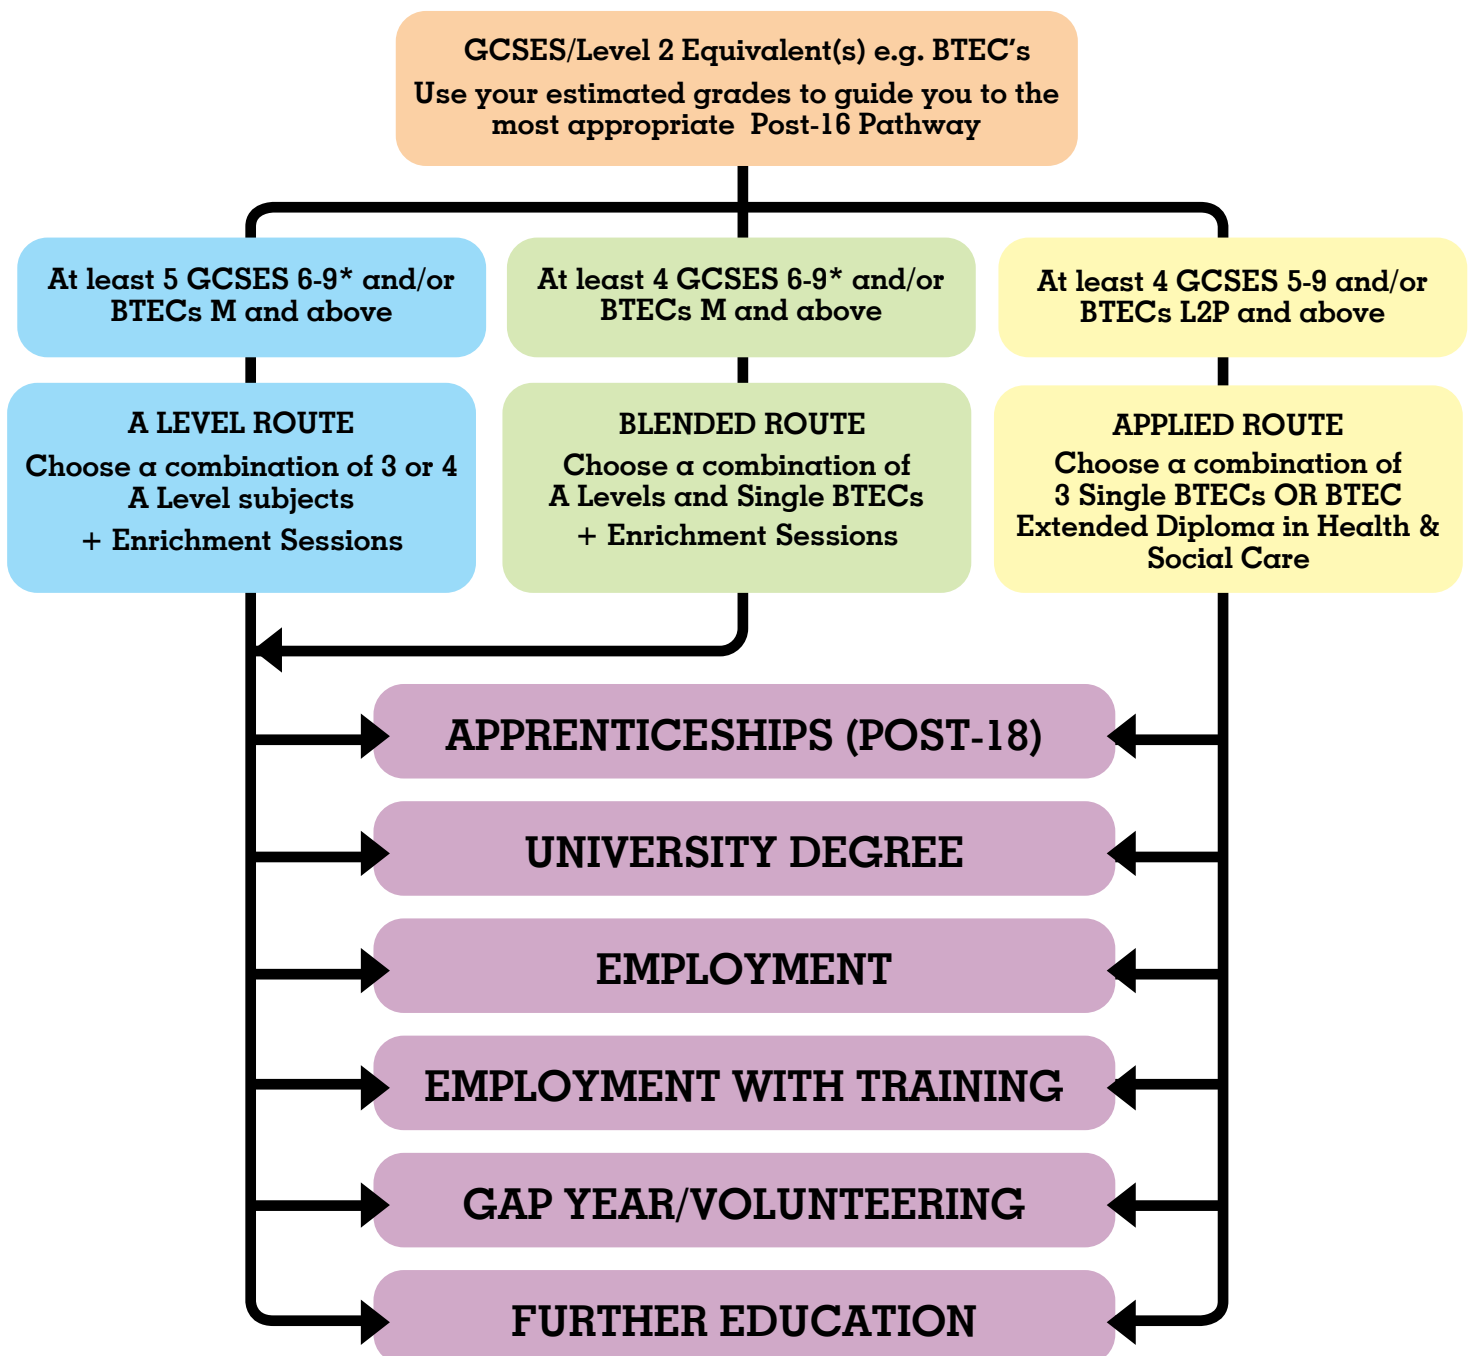 GCSES/Level 2 Equivalent(s) e.g. BTEC's
Use your estimated grades to guide you to the
most appropriate Post-16 Pathway
At least 5 GCSES 6-9* and/or
BTECs M and above
At least 4 GCSES 6-9* and/or
BTECs M and above
At least 4 GCSES 5-9 and/or
BTECs L2P and above
A LEVEL ROUTE
Choose a combination of 3 or 4
A Level subjects
+ Enrichment Sessions
BLENDED ROUTE
Choose a combination of
A Levels and Single BTECs
+ Enrichment Sessions
APPLIED ROUTE
Choose a combination of
3 Single BTECs OR BTEC
Extended Diploma in Health &
Social Care
APPRENTICESHIPS (POST-18)
UNIVERSITY DEGREE
EMPLOYMENT
EMPLOYMENT WITH TRAINING
GAP YEAR/VOLUNTEERING
FURTHER EDUCATION